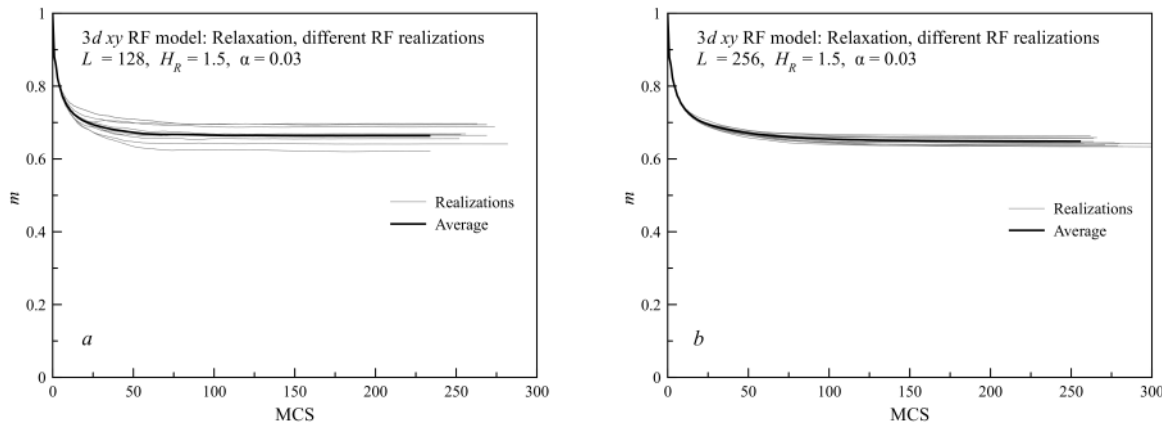 3d xy RF model: Relaxation, different RF realizations
L = 128, H_R = 1.5, α = 0.03
1
0.8
0.6
0.4
0.2
0
m
Realizations
Average
a
0 50 100 150 200 250 300
MCS
3d xy RF model: Relaxation, different RF realizations
L = 256, H_R = 1.5, α = 0.03
1
0.8
0.6
0.4
0.2
0
m
Realizations
Average
b
0 50 100 150 200 250 300
MCS